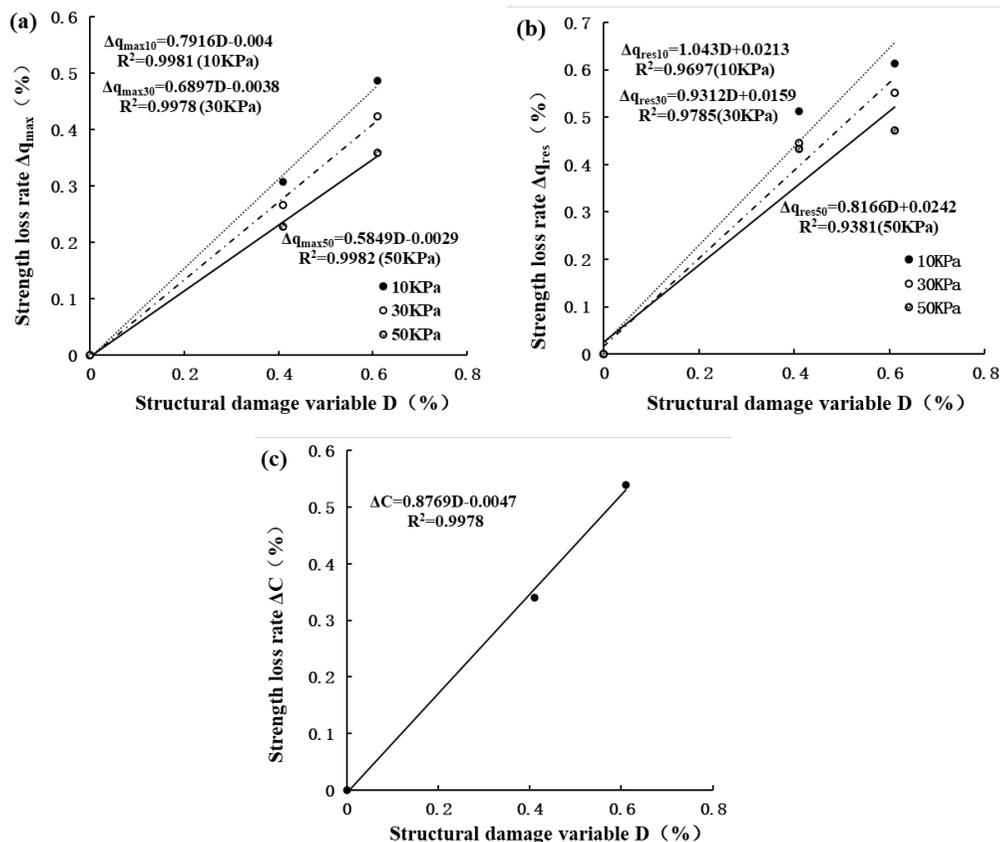 (a)
0.6
0.5
0.4
0.3
0.2
0.1
0
Strength loss rate Δqmax（%）
Δqmax10=0.7916D-0.004
R²=0.9981(10KPa)
Δqmax30=0.6897D-0.0038
R²=0.9978(30KPa)
Δqmax50=0.5849D-0.0029
R²=0.9982(50KPa)
10KPa
30KPa
50KPa
0 0.2 0.4 0.6 0.8
Structural damage variable D（%）
(b)
0.7
0.6
0.5
0.4
0.3
0.2
0.1
0
Strength loss rate Δqres（%）
Δqres10=1.043D+0.0213
R²=0.9697(10KPa)
Δqres30=0.9312D+0.0159
R²=0.9785(30KPa)
Δqres50=0.8166D+0.0242
R²=0.9381(50KPa)
10KPa
30KPa
50KPa
0 0.2 0.4 0.6 0.8
Structural damage variable D（%）
(c)
0.6
0.5
0.4
0.3
0.2
0.1
0
Strength loss rate ΔC（%）
ΔC=0.8769D-0.0047
R²=0.9978
0 0.2 0.4 0.6 0.8
Structural damage variable D（%）